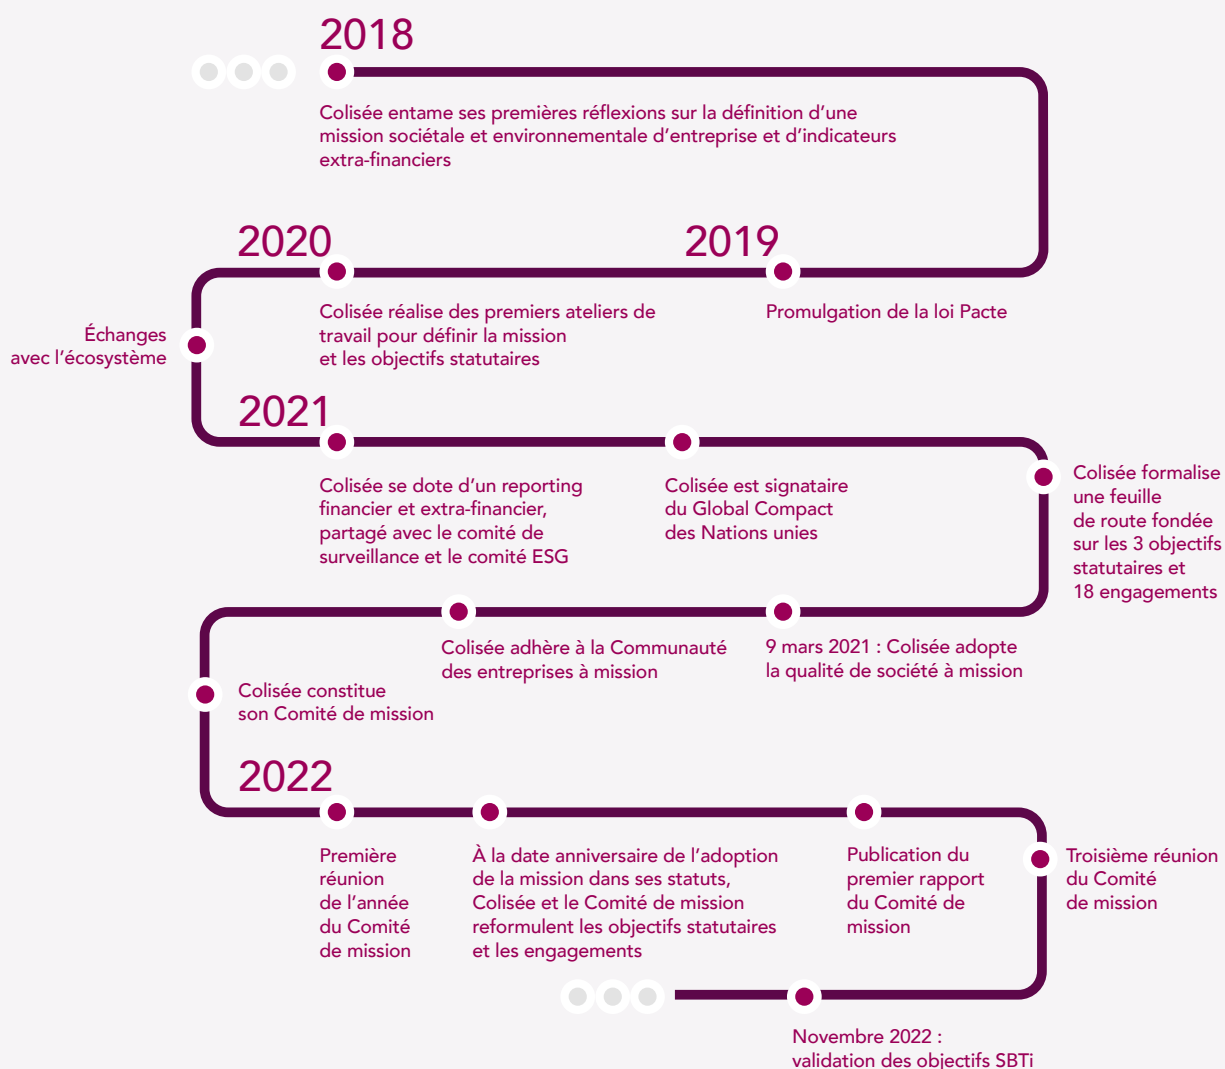 2018
Colisée entame ses premières réflexions sur la définition d’une
mission sociétale et environnementale d’entreprise et d’indicateurs
extra-financiers
2019
Promulgation de la loi Pacte
2020
Colisée réalise des premiers ateliers de
travail pour définir la mission
et les objectifs statutaires
Échanges
avec l’écosystème
2021
Colisée se dote d’un reporting
financier et extra-financier,
partagé avec le comité de
surveillance et le comité ESG
Colisée est signataire
du Global Compact
des Nations unies
Colisée formalise
une feuille
de route fondée
sur les 3 objectifs
statutaires et
18 engagements
9 mars 2021 : Colisée adopte
la qualité de société à mission
Colisée adhère à la Communauté
des entreprises à mission
Colisée constitue
son Comité de mission
2022
Première
réunion
de l’année
du Comité
de mission
À la date anniversaire de l’adoption
de la mission dans ses statuts,
Colisée et le Comité de mission
reformulent les objectifs statutaires
et les engagements
Publication du
premier rapport
du Comité de
mission
Troisième réunion
du Comité
de mission
Novembre 2022 :
validation des objectifs SBTi